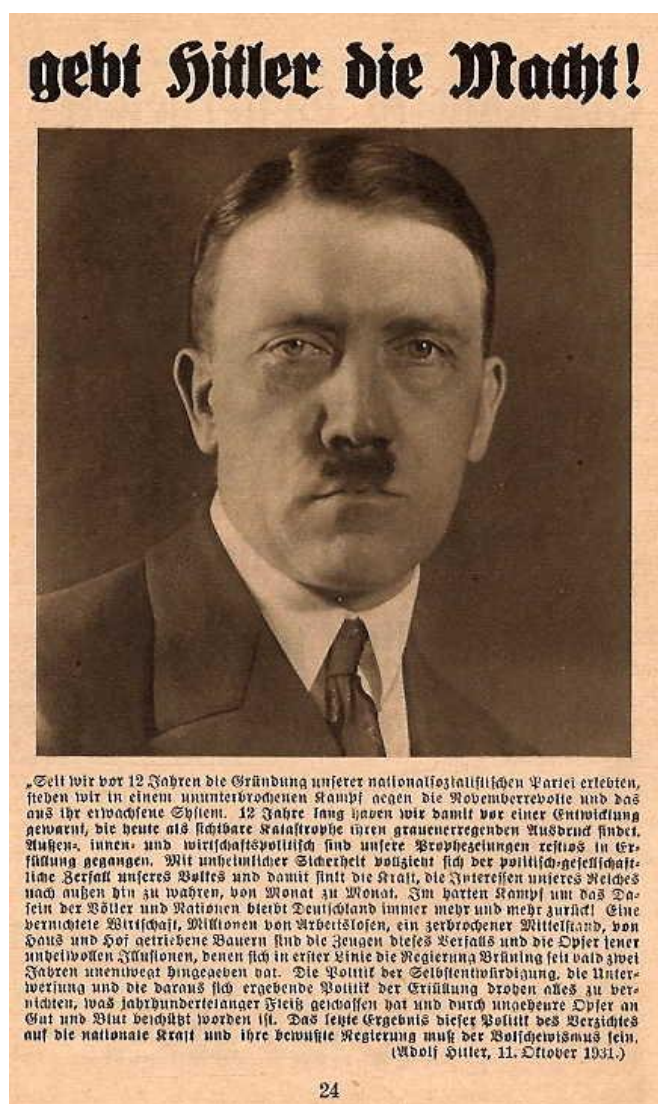 gebt Hitler die Macht!
„Seit wir vor 12 Jahren die Gründung unserer nationalsozialistischen Partei erlebten,
stehen wir in einem ununterbrochenen Kampf gegen die Novemberrevolte und das
aus ihr erwachsene System. 12 Jahre lang haben wir damit vor einer Entwicklung
gewarnt, die heute als sichtbare Katastrophe ihren grauenerregenden Ausdruck findet.
Außen-, innen- und wirtschaftspolitisch sind unsere Prophezeiungen restlos in Er-
füllung gegangen. Mit unheimlicher Sicherheit vollzieht sich der politisch-gesellschaft-
liche Zerfall unseres Volkes und damit sinkt die Kraft, die Interessen unseres Reiches
nach außen hin zu wahren, von Monat zu Monat. Im harten Kampf um das Da-
sein der Völker und Nationen bleibt Deutschland immer mehr und mehr zurück! Eine
vernichtete Wirtschaft, Millionen von Arbeitslosen, ein zerbrochener Mittelstand, von
Haus und Hof getriebene Bauern sind die Zeugen dieses Verfalls und die Opfer jener
unheilvollen Illusionen, denen sich in erster Linie die Regierung Brüning seit bald zwei
Jahren unentwegt hingegeben hat. Die Politik der Selbstentwürdigung, die Unter-
werfung und die daraus sich ergebende Politik der Erfüllung drohen alles zu ver-
nichten, was jahrhundertelanger Fleiß geschaffen hat und durch ungeheure Opfer an
Gut und Blut beschützt worden ist. Das letzte Ergebnis dieser Politik des Verzichtes
auf die nationale Kraft und ihre bewußte Regierung muß der Bolschewismus sein.
(Adolf Hitler, 11. Oktober 1931.)
24